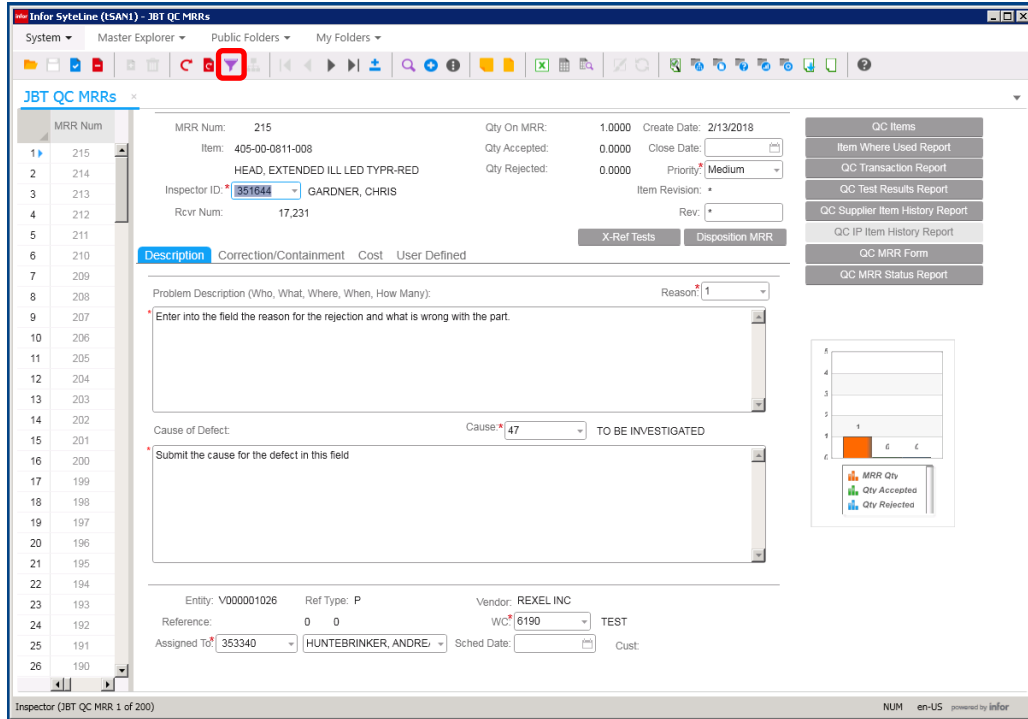 infor Infor SyteLine (tSAN1) - JBT QC MRRs
System Master Explorer Public Folders My Folders
JBT QC MRRs ×
MRR Num
1 215
2 214
3 213
4 212
5 211
6 210
7 209
8 208
9 207
10 206
11 205
12 204
13 203
14 202
15 201
16 200
17 199
18 198
19 197
20 196
21 195
22 194
23 193
24 192
25 191
26 190
MRR Num: 215 Qty On MRR: 1.0000 Create Date: 2/13/2018
Item: 405-00-0811-008 Qty Accepted: 0.0000 Close Date:
HEAD, EXTENDED ILL LED TYPR-RED Qty Rejected: 0.0000 Priority:* Medium
Inspector ID: * 351644 GARDNER, CHRIS Item Revision: *
Rcvr Num: 17,231 Rev: *
X-Ref Tests Disposition MRR
Description Correction/Containment Cost User Defined
Problem Description (Who, What, Where, When, How Many): Reason:* 1
* Enter into the field the reason for the rejection and what is wrong with the part.
Cause of Defect: Cause:* 47 TO BE INVESTIGATED
* Submit the cause for the defect in this field
Entity: V000001026 Ref Type: P Vendor: REXEL INC
Reference: 0 0 WC:* 6190 TEST
Assigned To:* 353340 HUNTEBRINKER, ANDRE Sched Date: Cust:
QC Items
Item Where Used Report
QC Transaction Report
QC Test Results Report
QC Supplier Item History Report
QC IP Item History Report
QC MRR Form
QC MRR Status Report
4
1
MRR Qty
Qty Accepted
Qty Rejected
Inspector (JBT QC MRR 1 of 200) NUM en-US powered by infor